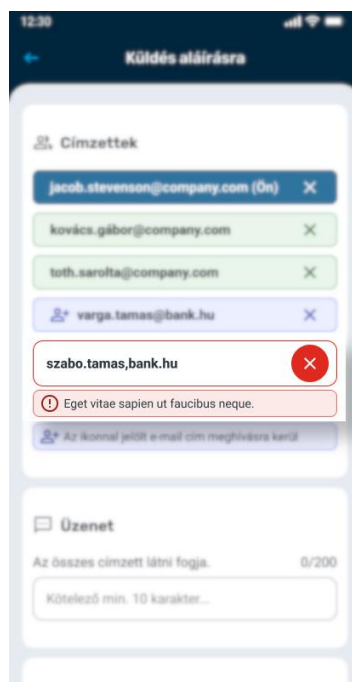 12:30
Küldés aláírásra
Címzettek
jacob.stevenson@company.com (Ön)
kovács.gábor@company.com
toth.sarolta@company.com
varga.tamas@bank.hu
szabo.tamas,bank.hu
Eget vitae sapien ut faucibus neque.
Az ikonnal jelölt e-mail cím meghívásra kerül
Üzenet
Az összes címzett látni fogja. 0/200
Kötelező min. 10 karakter...